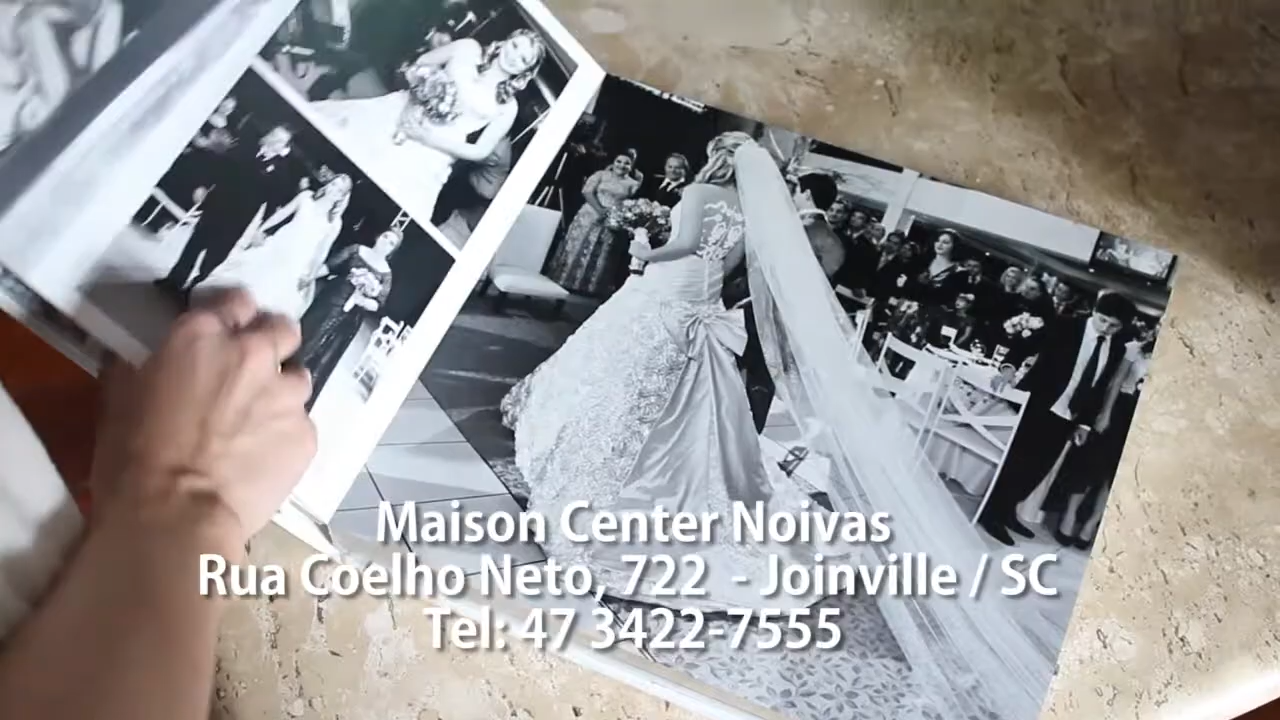 Maison Center Noivas
Rua Coelho Neto, 722 - Joinville / SC
Tel: 47 3422-7555